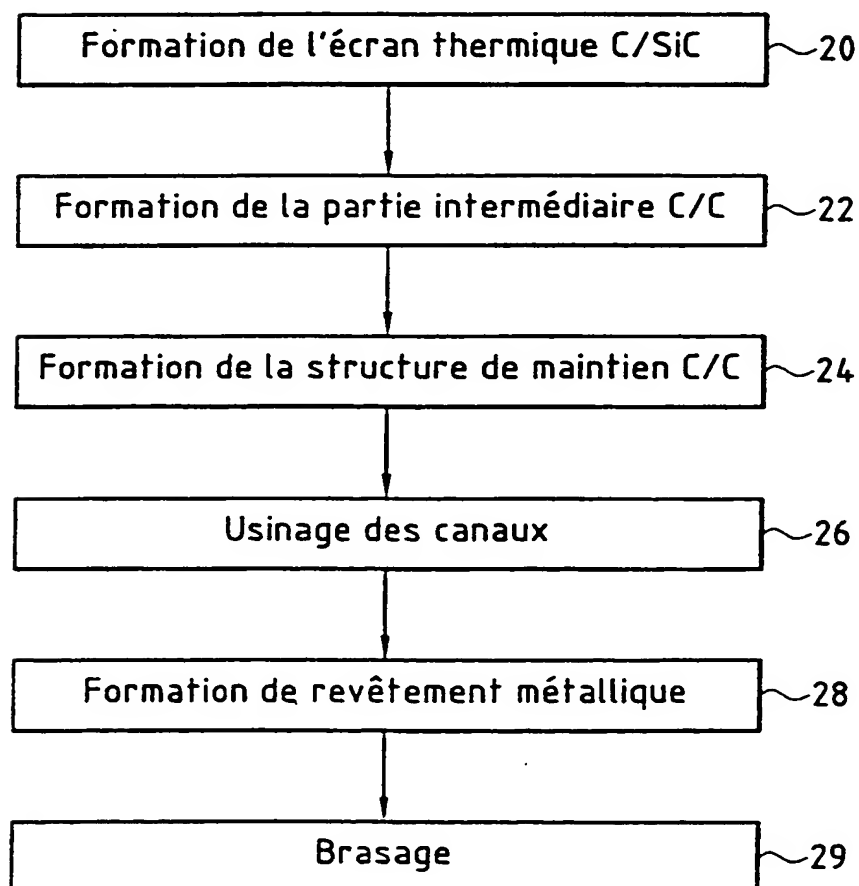 Formation de l'écran thermique C/SiC 20
Formation de la partie intermédiaire C/C 22
Formation de la structure de maintien C/C 24
Usinage des canaux 26
Formation de revêtement métallique 28
Brasage 29